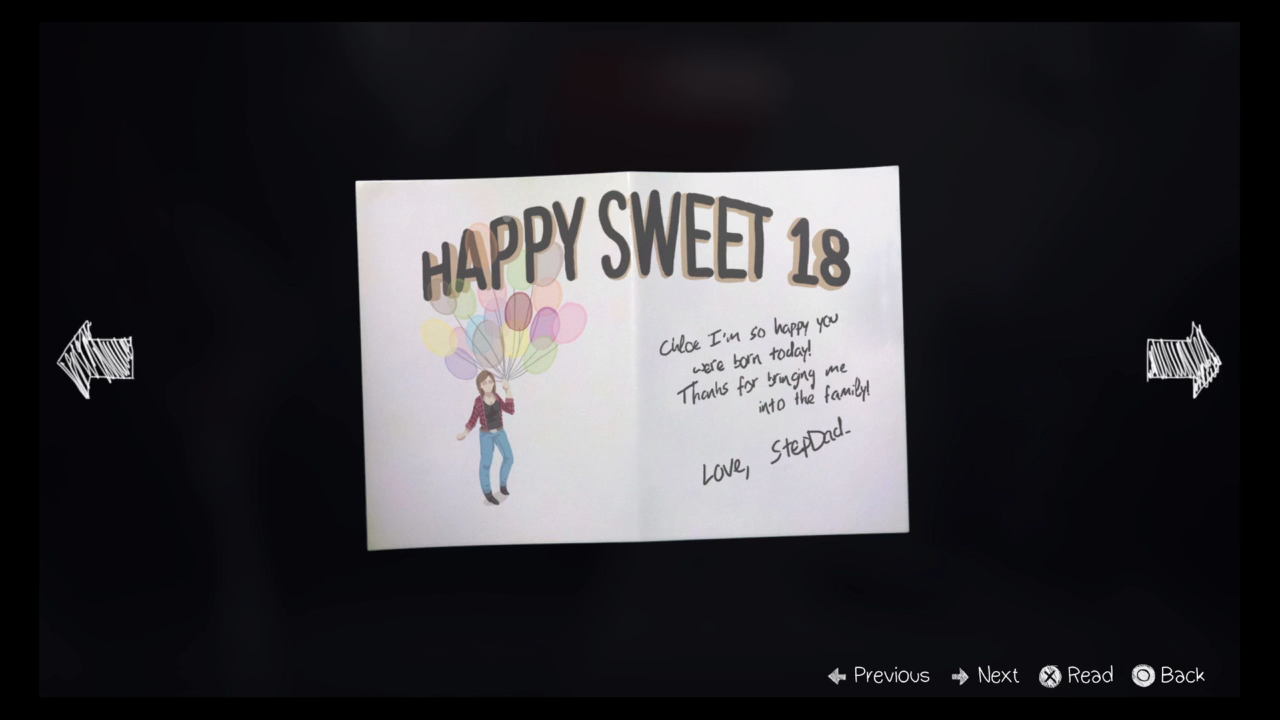 HAPPY SWEET 18
Chloe I'm so happy you
were born today!
Thanks for bringing me
into the family!
Love, StepDad-
Previous Next Read Back